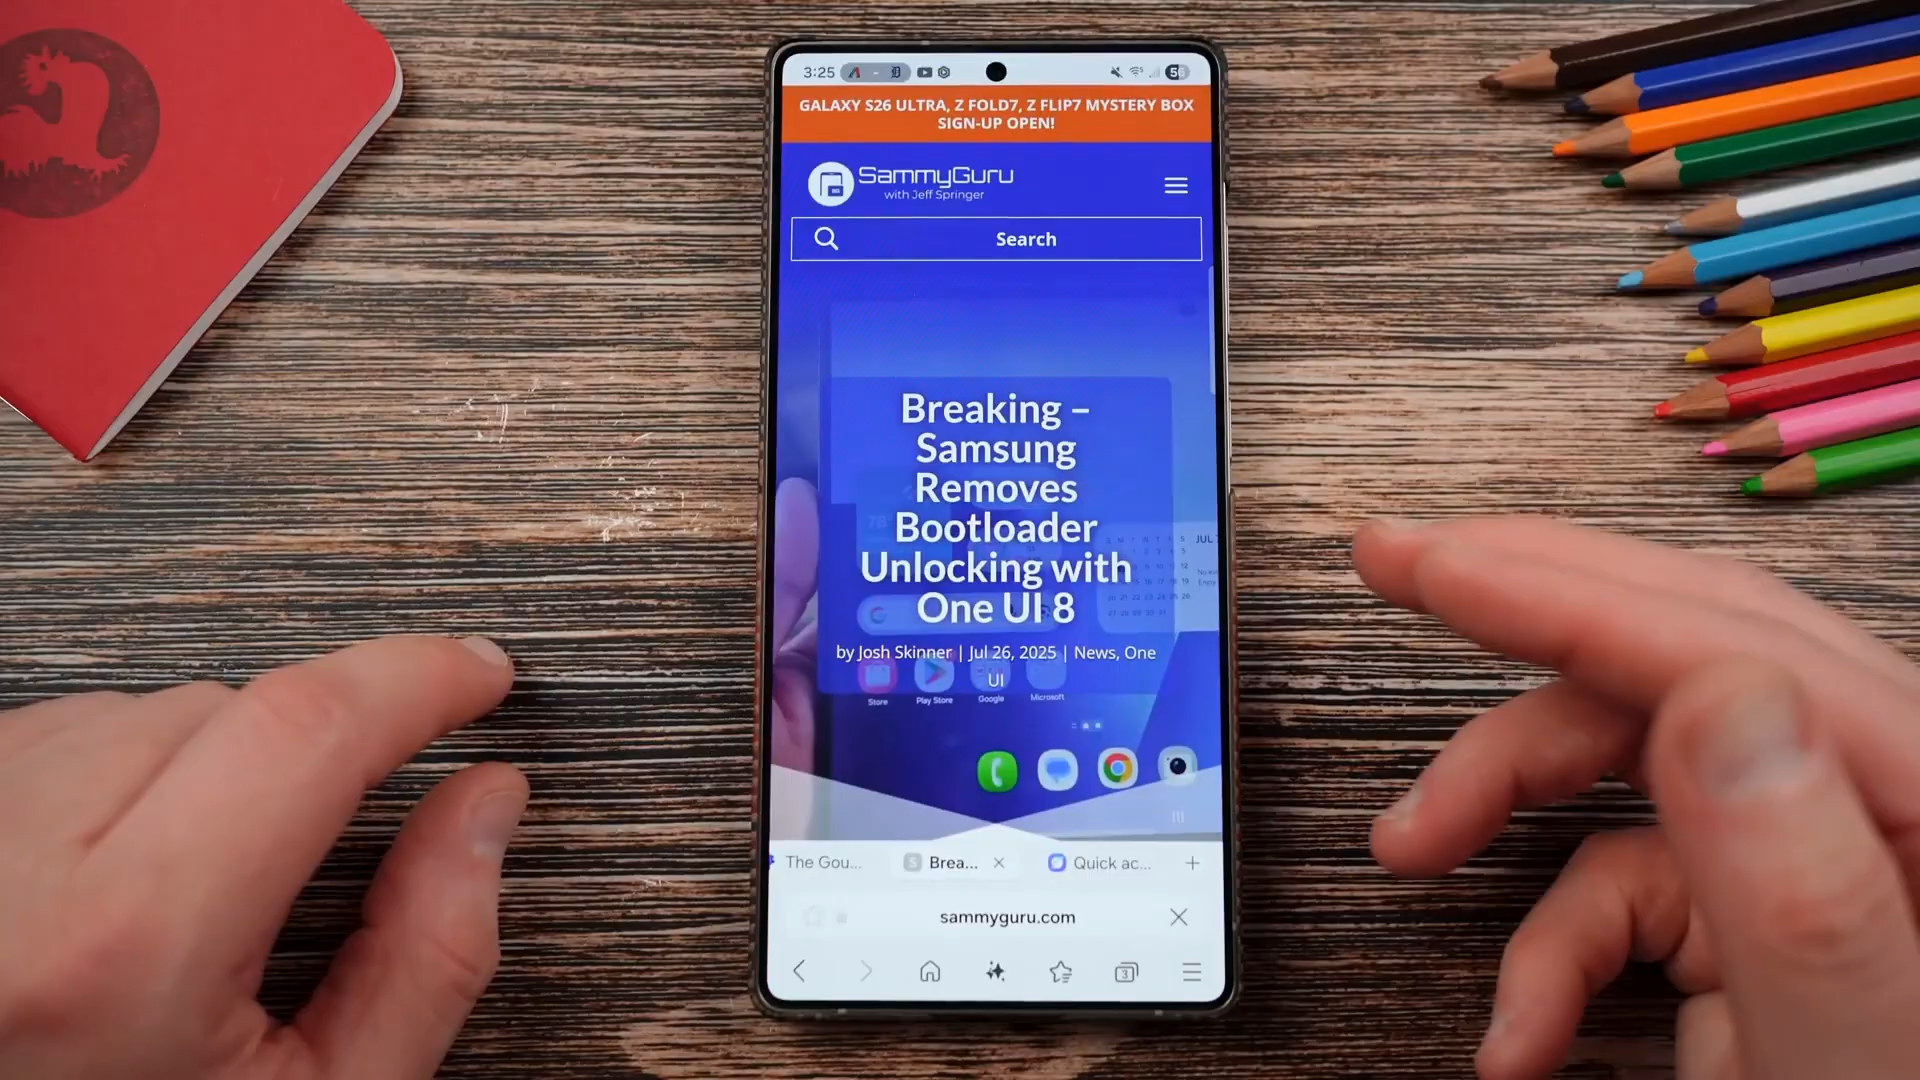 3:25
GALAXY S26 ULTRA, Z FOLD7, Z FLIP7 MYSTERY BOX
SIGN-UP OPEN!
SammyGuru
with Jeff Springer
Search
Breaking –
Samsung
Removes
Bootloader
Unlocking with
One UI 8
by Josh Skinner | Jul 26, 2025 | News, One
UI
JUL
Store
Play Store
Google
Microsoft
The Gou...
S Brea...
Quick ac...
sammyguru.com
3